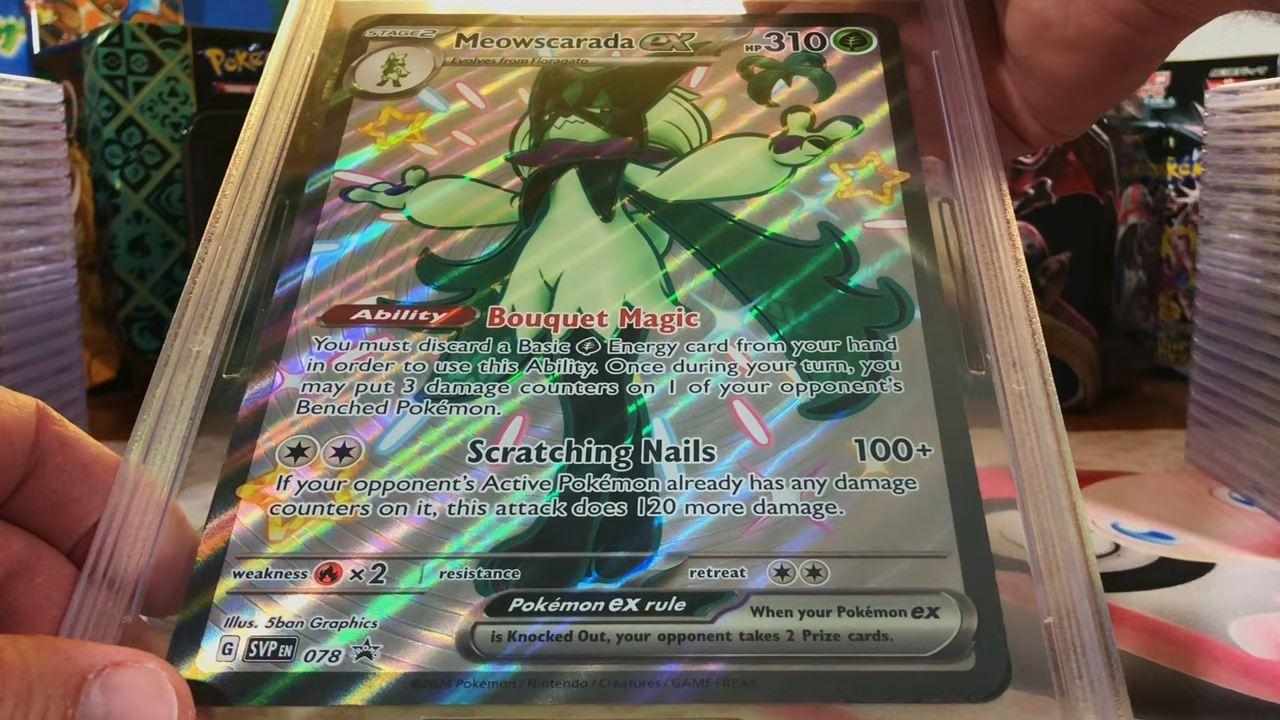 Poké
STAGE 2
Meowscarada ex
HP 310
Evolves from Floragato
Ability Bouquet Magic
You must discard a Basic Energy card from your hand
in order to use this Ability. Once during your turn, you
may put 3 damage counters on 1 of your opponent's
Benched Pokémon.
Scratching Nails 100+
If your opponent's Active Pokémon already has any damage
counters on it, this attack does 120 more damage.
weakness ×2 resistance retreat
Pokémon ex rule When your Pokémon ex
is Knocked Out, your opponent takes 2 Prize cards.
Illus. 5ban Graphics
G SVP EN 078
©2024 Pokémon / Nintendo / Creatures / GAME FREAK